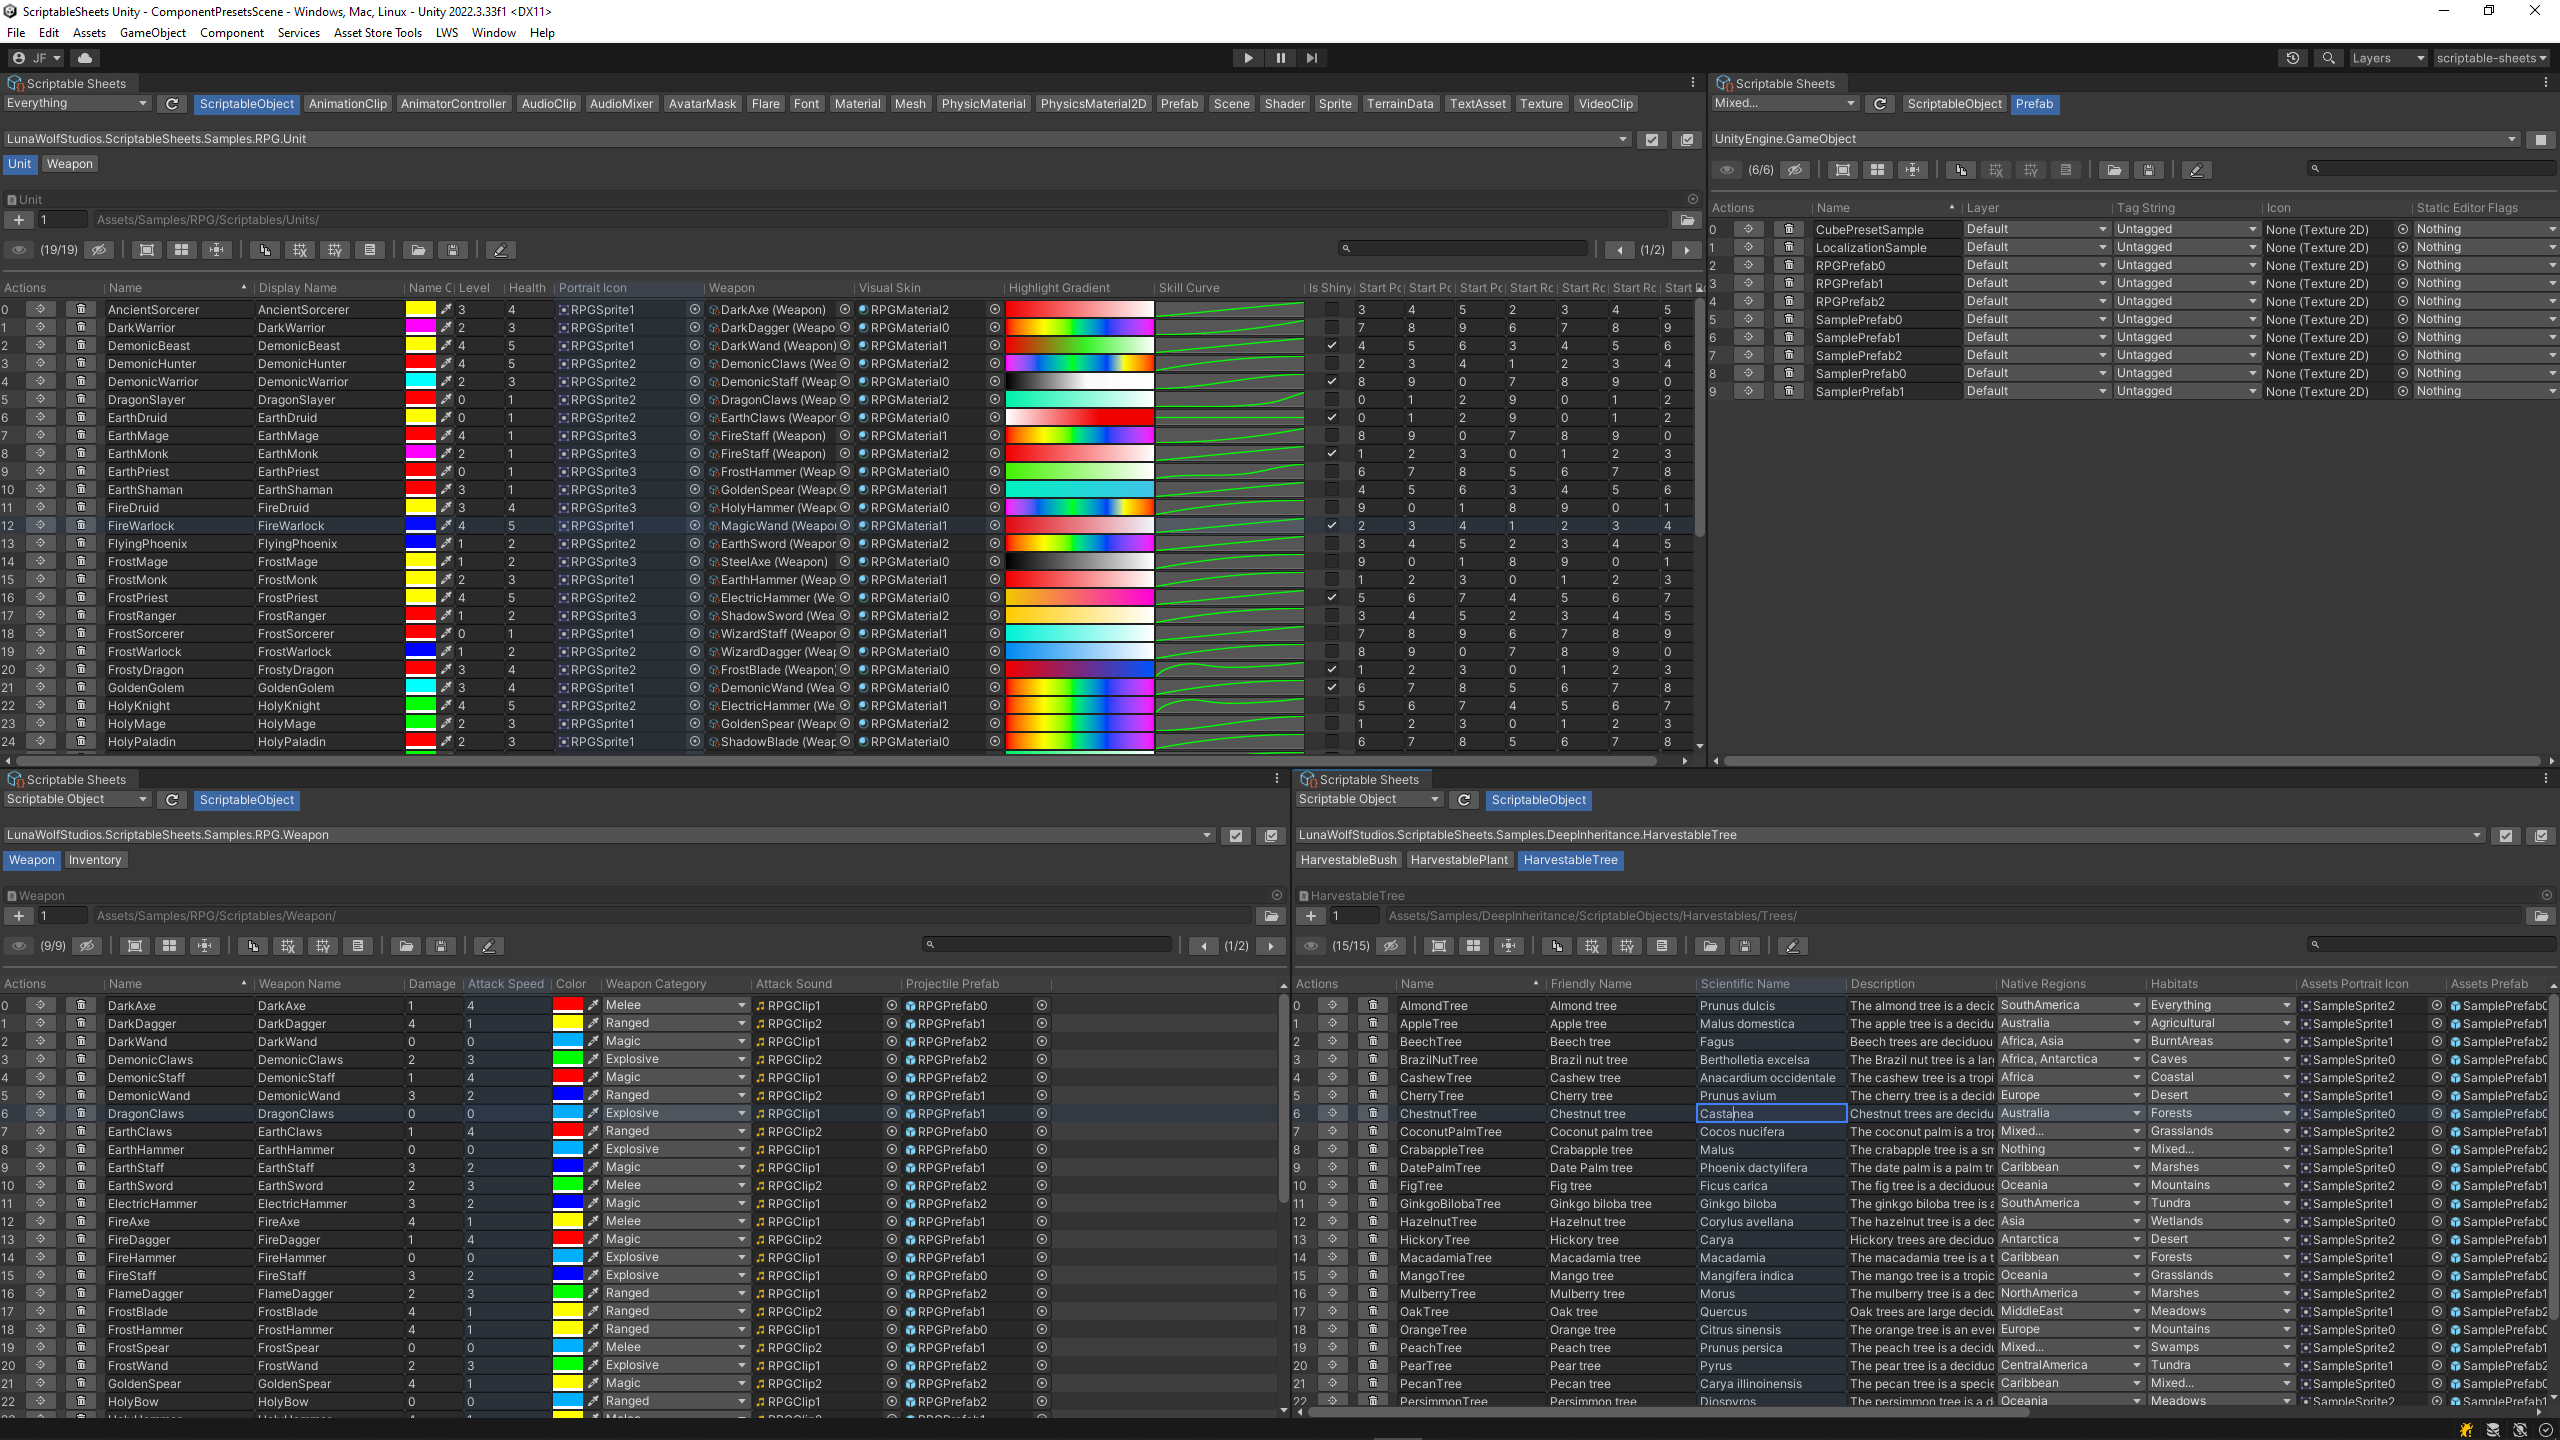 ScriptableSheets Unity - ComponentPresetsScene - Windows, Mac, Linux - Unity 2022.3.33f1 <DX11>
File Edit Assets GameObject Component Services Asset Store Tools LWS Window Help
JF Layers scriptable-sheets
Scriptable Sheets
Everything ScriptableObject AnimationClip AnimatorController AudioClip AudioMixer AvatarMask Flare Font Material Mesh PhysicMaterial PhysicsMaterial2D Prefab Scene Shader Sprite TerrainData TextAsset Texture VideoClip
LunaWolfStudios.ScriptableSheets.Samples.RPG.Unit
Unit Weapon
Unit
1 Assets/Samples/RPG/Scriptables/Units/
(19/19) (1/2)
Actions Name Display Name Name C Level Health Portrait Icon Weapon Visual Skin Highlight Gradient Skill Curve Is Shiny Start Pc Start Pc Start Pc Start Rc Start Rc Start Rc Start
0 AncientSorcerer AncientSorcerer 3 4 RPGSprite1 DarkAxe (Weapon) RPGMaterial2 3 4 5 2 3 4 5
1 DarkWarrior DarkWarrior 2 3 RPGSprite1 DarkDagger (Weapo RPGMaterial0 7 8 9 6 7 8 9
2 DemonicBeast DemonicBeast 4 5 RPGSprite1 DarkWand (Weapon) RPGMaterial1 4 5 6 3 4 5 6
3 DemonicHunter DemonicHunter 4 5 RPGSprite2 DemonicClaws (Wea RPGMaterial2 2 3 4 1 2 3 4
4 DemonicWarrior DemonicWarrior 2 3 RPGSprite2 DemonicStaff (Weap RPGMaterial0 8 9 0 7 8 9 0
5 DragonSlayer DragonSlayer 0 1 RPGSprite2 DragonClaws (Weap RPGMaterial2 0 1 2 9 0 1 2
6 EarthDruid EarthDruid 0 1 RPGSprite2 EarthClaws (Weapon RPGMaterial0 0 1 2 9 0 1 2
7 EarthMage EarthMage 4 1 RPGSprite3 FireStaff (Weapon) RPGMaterial1 8 9 0 7 8 9 0
8 EarthMonk EarthMonk 2 1 RPGSprite3 FireStaff (Weapon) RPGMaterial2 1 2 3 0 1 2 3
9 EarthPriest EarthPriest 0 1 RPGSprite3 FrostHammer (Weap RPGMaterial0 6 7 8 5 6 7 8
10 EarthShaman EarthShaman 3 1 RPGSprite3 GoldenSpear (Weapo RPGMaterial1 4 5 6 3 4 5 6
11 FireDruid FireDruid 3 4 RPGSprite3 HolyHammer (Weapo RPGMaterial0 9 0 1 8 9 0 1
12 FireWarlock FireWarlock 4 5 RPGSprite1 MagicWand (Weapor RPGMaterial1 2 3 4 1 2 3 4
13 FlyingPhoenix FlyingPhoenix 1 2 RPGSprite2 EarthSword (Weapor RPGMaterial2 3 4 5 2 3 4 5
14 FrostMage FrostMage 1 2 RPGSprite3 SteelAxe (Weapon) RPGMaterial0 9 0 1 8 9 0 1
15 FrostMonk FrostMonk 2 3 RPGSprite1 EarthHammer (Weap RPGMaterial1 1 2 3 0 1 2 3
16 FrostPriest FrostPriest 4 5 RPGSprite2 ElectricHammer (We RPGMaterial0 5 6 7 4 5 6 7
17 FrostRanger FrostRanger 1 2 RPGSprite3 ShadowSword (Wea RPGMaterial2 3 4 5 2 3 4 5
18 FrostSorcerer FrostSorcerer 0 1 RPGSprite1 WizardStaff (Weapor RPGMaterial1 7 8 9 6 7 8 9
19 FrostWarlock FrostWarlock 1 2 RPGSprite2 WizardDagger (Weap RPGMaterial0 8 9 0 7 8 9 0
20 FrostyDragon FrostyDragon 3 4 RPGSprite2 FrostBlade (Weapon) RPGMaterial0 1 2 3 0 1 2 3
21 GoldenGolem GoldenGolem 3 4 RPGSprite1 DemonicWand (Wea RPGMaterial0 6 7 8 5 6 7 8
22 HolyKnight HolyKnight 4 5 RPGSprite2 ElectricHammer (We RPGMaterial1 5 6 7 4 5 6 7
23 HolyMage HolyMage 2 3 RPGSprite1 GoldenSpear (Weapo RPGMaterial2 1 2 3 0 1 2 3
24 HolyPaladin HolyPaladin 2 3 RPGSprite1 ShadowBlade (Weap RPGMaterial0 6 7 8 5 6 7 8
Scriptable Sheets
Mixed... ScriptableObject Prefab
UnityEngine.GameObject
(6/6)
Actions Name Layer Tag String Icon Static Editor Flags
0 CubePresetSample Default Untagged None (Texture 2D) Nothing
1 LocalizationSample Default Untagged None (Texture 2D) Nothing
2 RPGPrefab0 Default Untagged None (Texture 2D) Nothing
3 RPGPrefab1 Default Untagged None (Texture 2D) Nothing
4 RPGPrefab2 Default Untagged None (Texture 2D) Nothing
5 SamplePrefab0 Default Untagged None (Texture 2D) Nothing
6 SamplePrefab1 Default Untagged None (Texture 2D) Nothing
7 SamplePrefab2 Default Untagged None (Texture 2D) Nothing
8 SamplerPrefab0 Default Untagged None (Texture 2D) Nothing
9 SamplerPrefab1 Default Untagged None (Texture 2D) Nothing
Scriptable Sheets
Scriptable Object ScriptableObject
LunaWolfStudios.ScriptableSheets.Samples.RPG.Weapon
Weapon Inventory
Weapon
1 Assets/Samples/RPG/Scriptables/Weapon/
(9/9) (1/2)
Actions Name Weapon Name Damage Attack Speed Color Weapon Category Attack Sound Projectile Prefab
0 DarkAxe DarkAxe 1 4 Melee RPGClip1 RPGPrefab0
1 DarkDagger DarkDagger 4 1 Ranged RPGClip2 RPGPrefab1
2 DarkWand DarkWand 0 0 Magic RPGClip1 RPGPrefab2
3 DemonicClaws DemonicClaws 2 3 Explosive RPGClip2 RPGPrefab2
4 DemonicStaff DemonicStaff 1 4 Magic RPGClip1 RPGPrefab2
5 DemonicWand DemonicWand 3 2 Ranged RPGClip2 RPGPrefab1
6 DragonClaws DragonClaws 0 0 Explosive RPGClip1 RPGPrefab1
7 EarthClaws EarthClaws 1 4 Ranged RPGClip2 RPGPrefab0
8 EarthHammer EarthHammer 0 0 Explosive RPGClip1 RPGPrefab0
9 EarthStaff EarthStaff 3 2 Magic RPGClip1 RPGPrefab1
10 EarthSword EarthSword 2 3 Melee RPGClip2 RPGPrefab2
11 ElectricHammer ElectricHammer 3 2 Magic RPGClip1 RPGPrefab2
12 FireAxe FireAxe 4 1 Melee RPGClip1 RPGPrefab1
13 FireDagger FireDagger 1 4 Magic RPGClip2 RPGPrefab1
14 FireHammer FireHammer 0 0 Explosive RPGClip1 RPGPrefab2
15 FireStaff FireStaff 3 2 Explosive RPGClip1 RPGPrefab0
16 FlameDagger FlameDagger 2 3 Ranged RPGClip1 RPGPrefab2
17 FrostBlade FrostBlade 4 1 Ranged RPGClip2 RPGPrefab1
18 FrostHammer FrostHammer 4 1 Ranged RPGClip1 RPGPrefab0
19 FrostSpear FrostSpear 0 0 Melee RPGClip2 RPGPrefab1
20 FrostWand FrostWand 2 3 Explosive RPGClip1 RPGPrefab2
21 GoldenSpear GoldenSpear 4 1 Magic RPGClip2 RPGPrefab2
22 HolyBow HolyBow 0 0 Ranged RPGClip1 RPGPrefab2
Scriptable Sheets
Scriptable Object ScriptableObject
LunaWolfStudios.ScriptableSheets.Samples.DeepInheritance.HarvestableTree
HarvestableBush HarvestablePlant HarvestableTree
HarvestableTree
1 Assets/Samples/DeepInheritance/ScriptableObjects/Harvestables/Trees/
(15/15)
Actions Name Friendly Name Scientific Name Description Native Regions Habitats Assets Portrait Icon Assets Prefab
0 AlmondTree Almond tree Prunus dulcis The almond tree is a decid SouthAmerica Everything SampleSprite2 SamplePrefab0
1 AppleTree Apple tree Malus domestica The apple tree is a decidu Australia Agricultural SampleSprite1 SamplePrefab1
2 BeechTree Beech tree Fagus Beech trees are deciduou Africa, Asia BurntAreas SampleSprite1 SamplePrefab2
3 BrazilNutTree Brazil nut tree Bertholletia excelsa The Brazil nut tree is a lar Africa, Antarctica Caves SampleSprite0 SamplePrefab0
4 CashewTree Cashew tree Anacardium occidentale The cashew tree is a tropi Africa Coastal SampleSprite2 SamplePrefab1
5 CherryTree Cherry tree Prunus avium The cherry tree is a decid Europe Desert SampleSprite1 SamplePrefab2
6 ChestnutTree Chestnut tree Castanea Chestnut trees are decidu Australia Forests SampleSprite0 SamplePrefab0
7 CoconutPalmTree Coconut palm tree Cocos nucifera The coconut palm is a trop Mixed... Grasslands SampleSprite2 SamplePrefab1
8 CrabappleTree Crabapple tree Malus The crabapple tree is a sm Nothing Mixed... SampleSprite1 SamplePrefab2
9 DatePalmTree Date Palm tree Phoenix dactylifera The date palm is a palm tr Caribbean Marshes SampleSprite0 SamplePrefab0
10 FigTree Fig tree Ficus carica The fig tree is a deciduous Oceania Mountains SampleSprite2 SamplePrefab1
11 GinkgoBilobaTree Ginkgo biloba tree Ginkgo biloba The ginkgo biloba tree is a SouthAmerica Tundra SampleSprite1 SamplePrefab2
12 HazelnutTree Hazelnut tree Corylus avellana The hazelnut tree is a dec Asia Wetlands SampleSprite0 SamplePrefab0
13 HickoryTree Hickory tree Carya Hickory trees are deciduo Antarctica Desert SampleSprite2 SamplePrefab1
14 MacadamiaTree Macadamia tree Macadamia The macadamia tree is a t Caribbean Forests SampleSprite1 SamplePrefab2
15 MangoTree Mango tree Mangifera indica The mango tree is a tropic Oceania Grasslands SampleSprite2 SamplePrefab0
16 MulberryTree Mulberry tree Morus The mulberry tree is a dec NorthAmerica Marshes SampleSprite2 SamplePrefab1
17 OakTree Oak tree Quercus Oak trees are large decidu MiddleEast Meadows SampleSprite1 SamplePrefab2
18 OrangeTree Orange tree Citrus sinensis The orange tree is an ever Europe Mountains SampleSprite0 SamplePrefab0
19 PeachTree Peach tree Prunus persica The peach tree is a decidu Mixed... Swamps SampleSprite2 SamplePrefab1
20 PearTree Pear tree Pyrus The pear tree is a deciduo CentralAmerica Tundra SampleSprite1 SamplePrefab2
21 PecanTree Pecan tree Carya illinoinensis The pecan tree is a specie Caribbean Mixed... SampleSprite0 SamplePrefab0
22 PersimmonTree Persimmon tree Diospyros The persimmon tree is a d Oceania Meadows SampleSprite2 SamplePrefab1